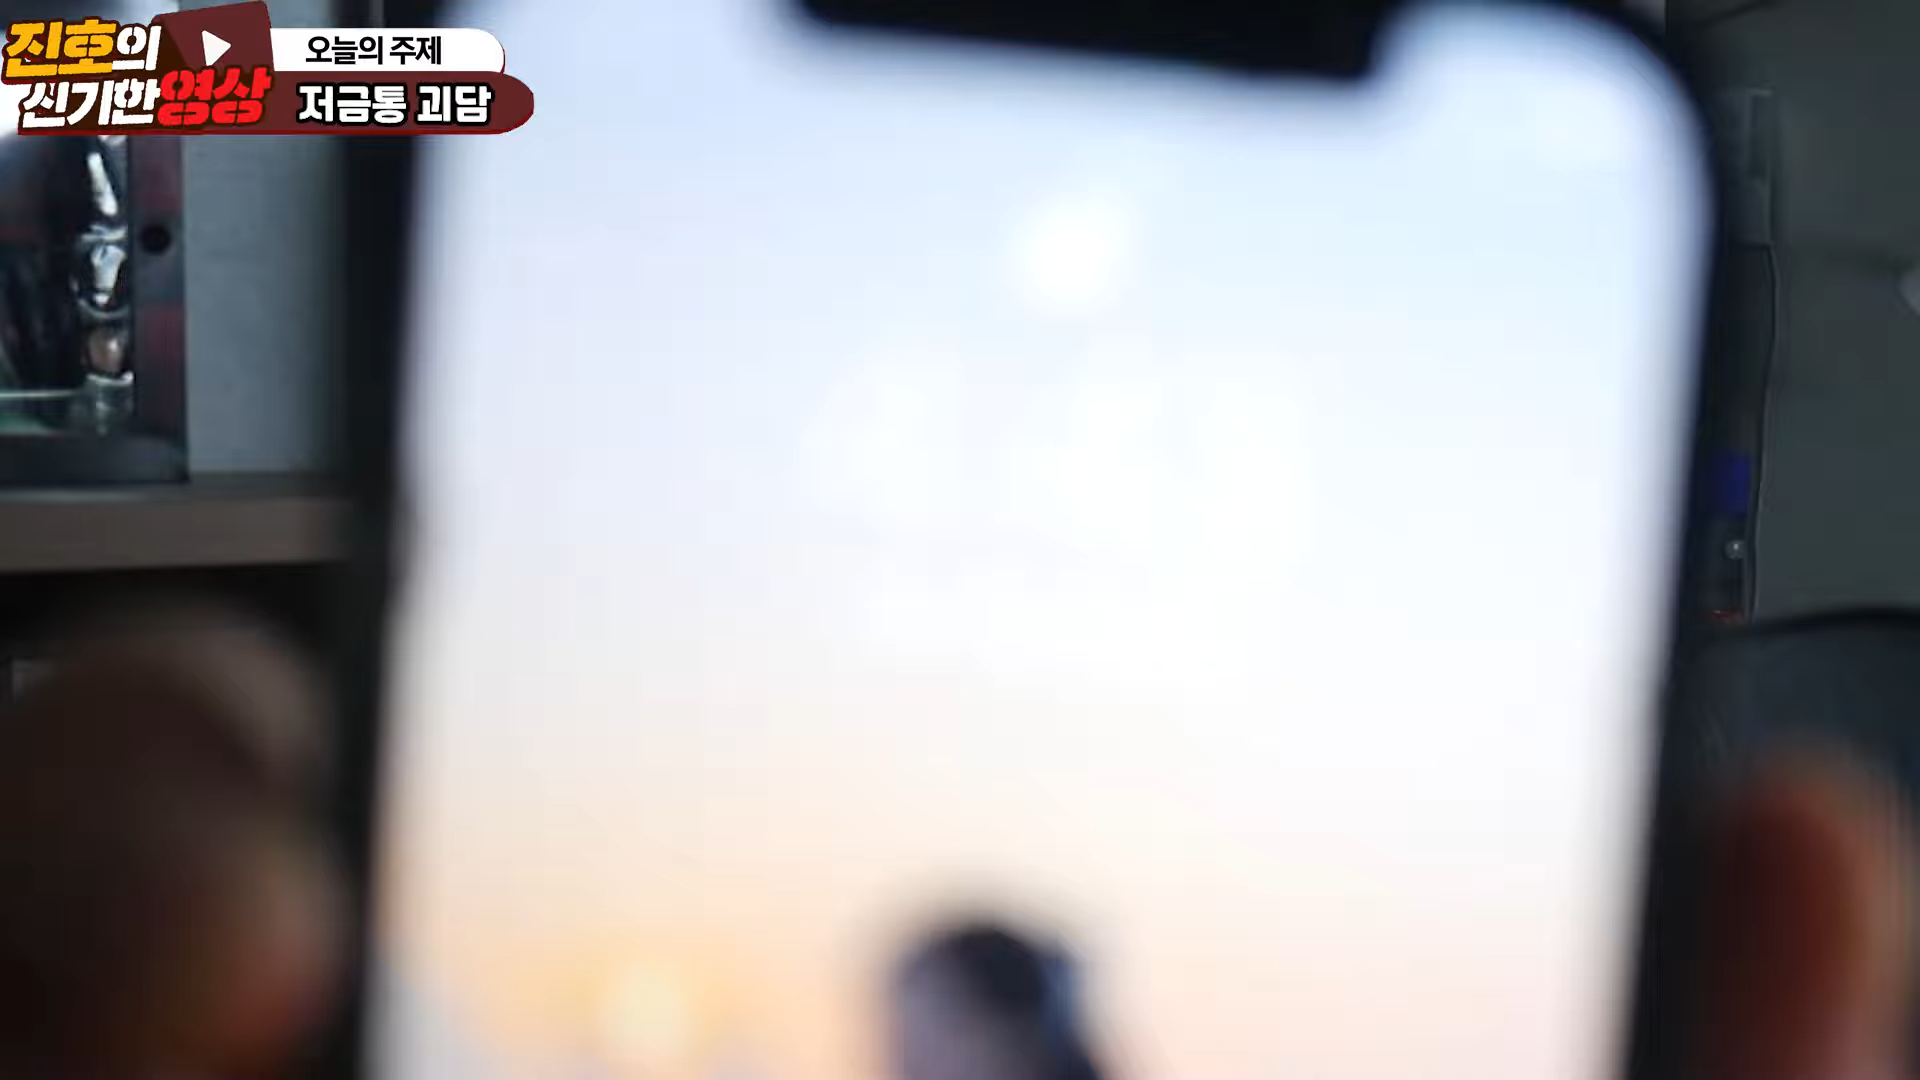 진호의
신기한영상
오늘의 주제
저금통 괴담